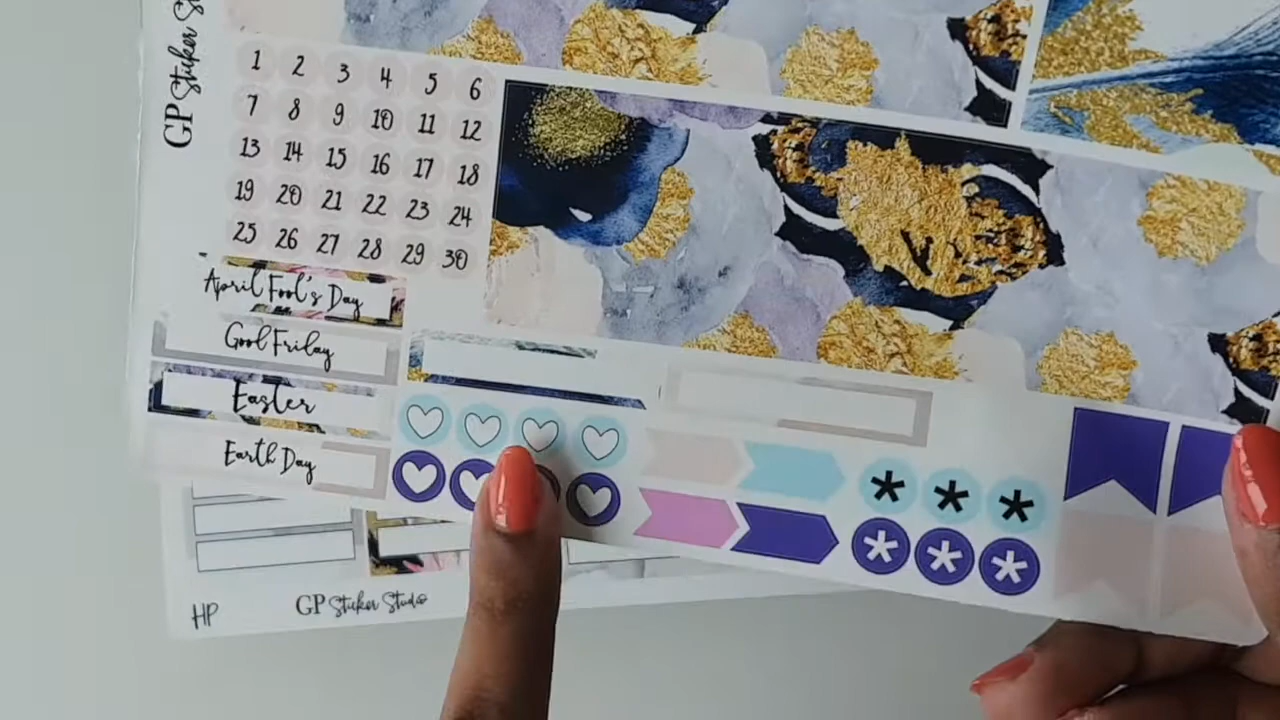 GP Sticker St
1 2 3 4 5 6
7 8 9 10 11 12
13 14 15 16 17 18
19 20 21 22 23 24
25 26 27 28 29 30
April Fool's Day
Good Friday
Easter
Earth Day
* * *
* * *
HP GP Sticker Studio